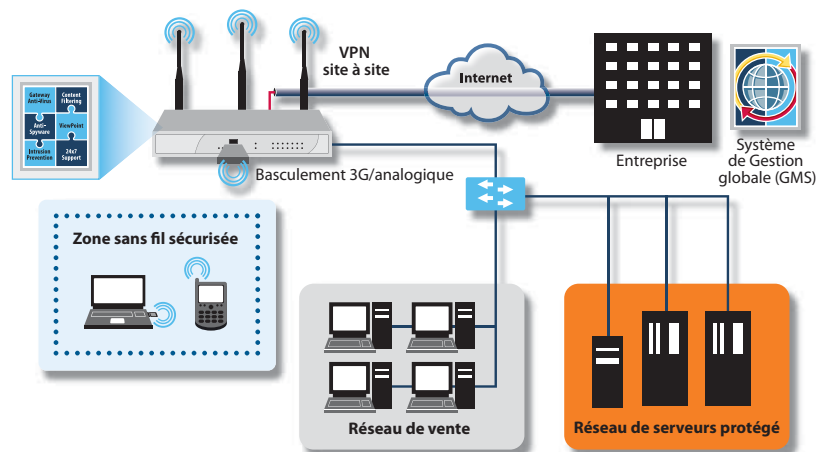 VPN
site à site
Internet
Gateway
Anti-Virus
Content
Filtering
Anti-
Spyware
ViewPoint
Intrusion
Prevention
24x7
Support
Entreprise
Système
de Gestion
globale (GMS)
Basculement 3G/analogique
Zone sans fil sécurisée
Réseau de vente
Réseau de serveurs protégé